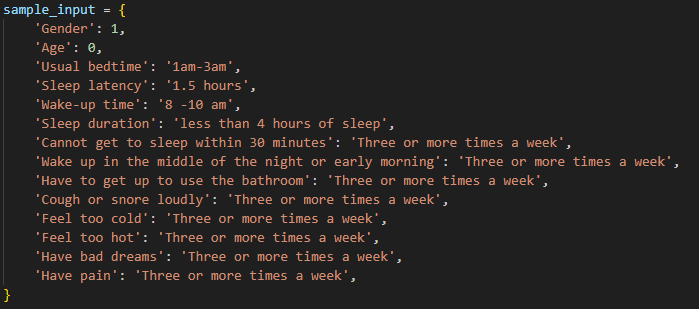 sample_input = {
'Gender': 1,
'Age': 0,
'Usual bedtime': '1am-3am',
'Sleep latency': '1.5 hours',
'Wake-up time': '8 -10 am',
'Sleep duration': 'less than 4 hours of sleep',
'Cannot get to sleep within 30 minutes': 'Three or more times a week',
'Wake up in the middle of the night or early morning': 'Three or more times a week',
'Have to get up to use the bathroom': 'Three or more times a week',
'Cough or snore loudly': 'Three or more times a week',
'Feel too cold': 'Three or more times a week',
'Feel too hot': 'Three or more times a week',
'Have bad dreams': 'Three or more times a week',
'Have pain': 'Three or more times a week',
}